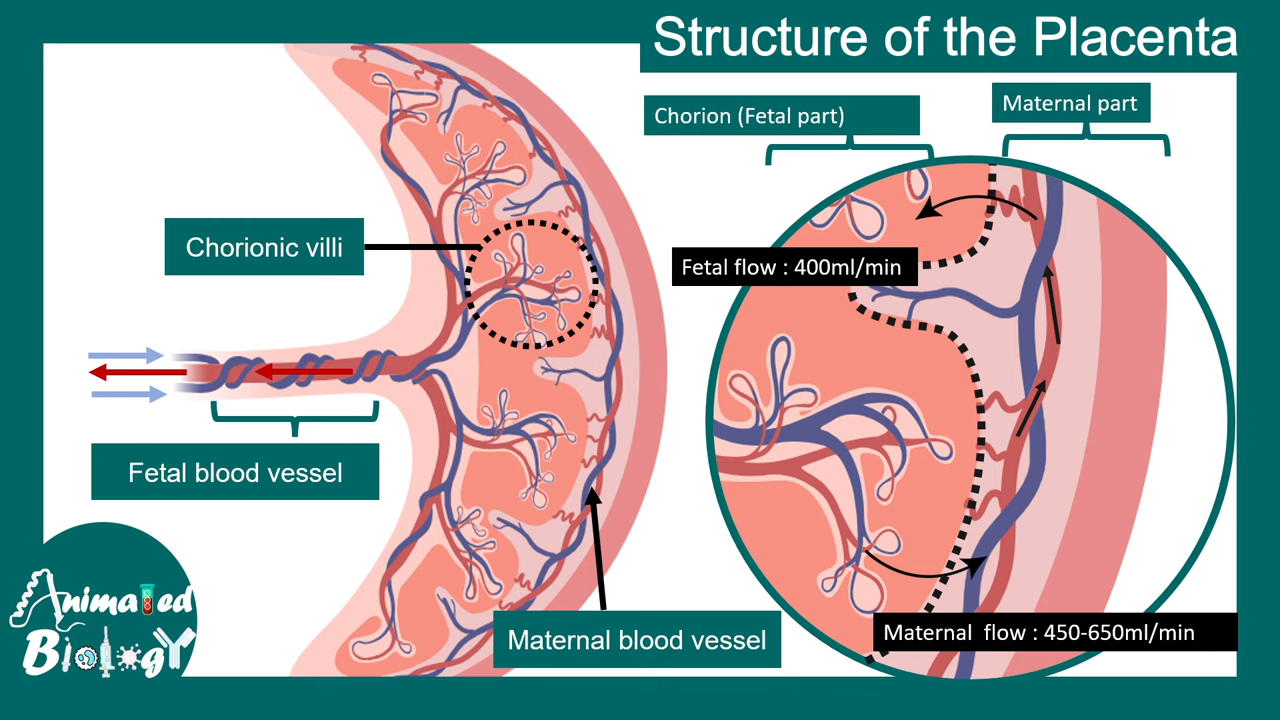 Structure of the Placenta
Chorion (Fetal part)
Maternal part
Chorionic villi
Fetal flow : 400ml/min
Fetal blood vessel
Maternal blood vessel
Maternal flow : 450-650ml/min
Animated
Biology